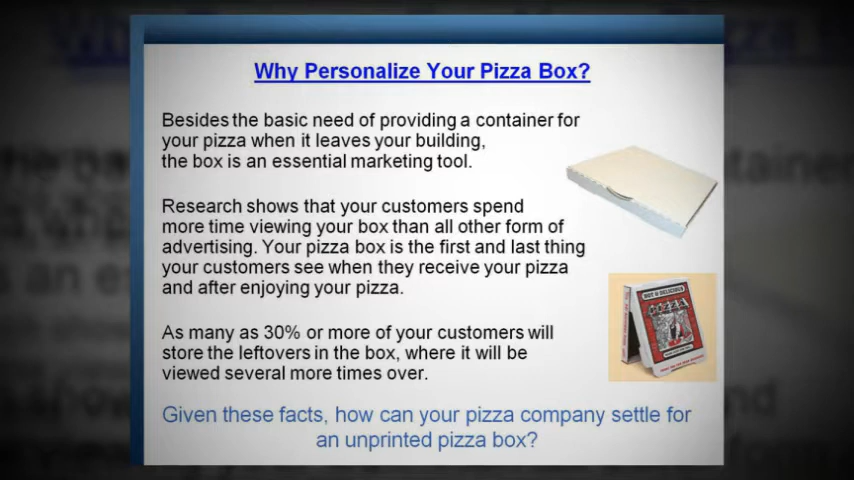 Why Personalize Your Pizza Box?
Besides the basic need of providing a container for
your pizza when it leaves your building,
the box is an essential marketing tool.
Research shows that your customers spend
more time viewing your box than all other form of
advertising. Your pizza box is the first and last thing
your customers see when they receive your pizza
and after enjoying your pizza.
As many as 30% or more of your customers will
store the leftovers in the box, where it will be
viewed several more times over.
Given these facts, how can your pizza company settle for
an unprinted pizza box?
HOT & DELICIOUS
PIZZA